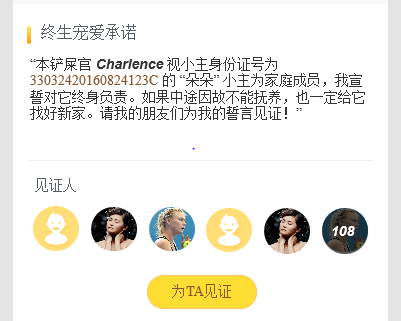 终生宠爱承诺
“本铲屎官 Charlence 视小主身份证号为
33032420160824123C 的 “朵朵” 小主为家庭成员，我宣
誓对它终身负责。如果中途因故不能抚养，也一定给它
找好新家。请我的朋友们为我的誓言见证！”
见证人
108
为TA见证